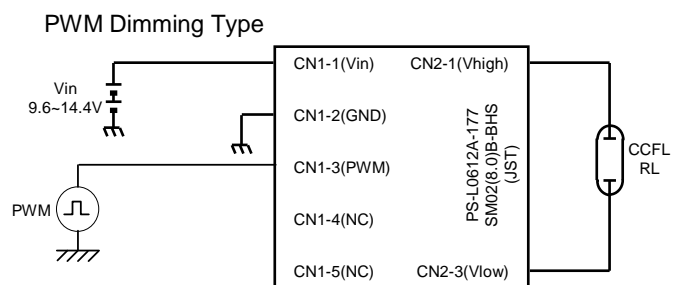 PWM Dimming Type
Vin
9.6~14.4V
PWM
CN1-1(Vin)
CN1-2(GND)
CN1-3(PWM)
CN1-4(NC)
CN1-5(NC)
CN2-1(Vhigh)
PS-L0612A-177
SM02(8.0)B-BHS
(JST)
CN2-3(Vlow)
CCFL
RL